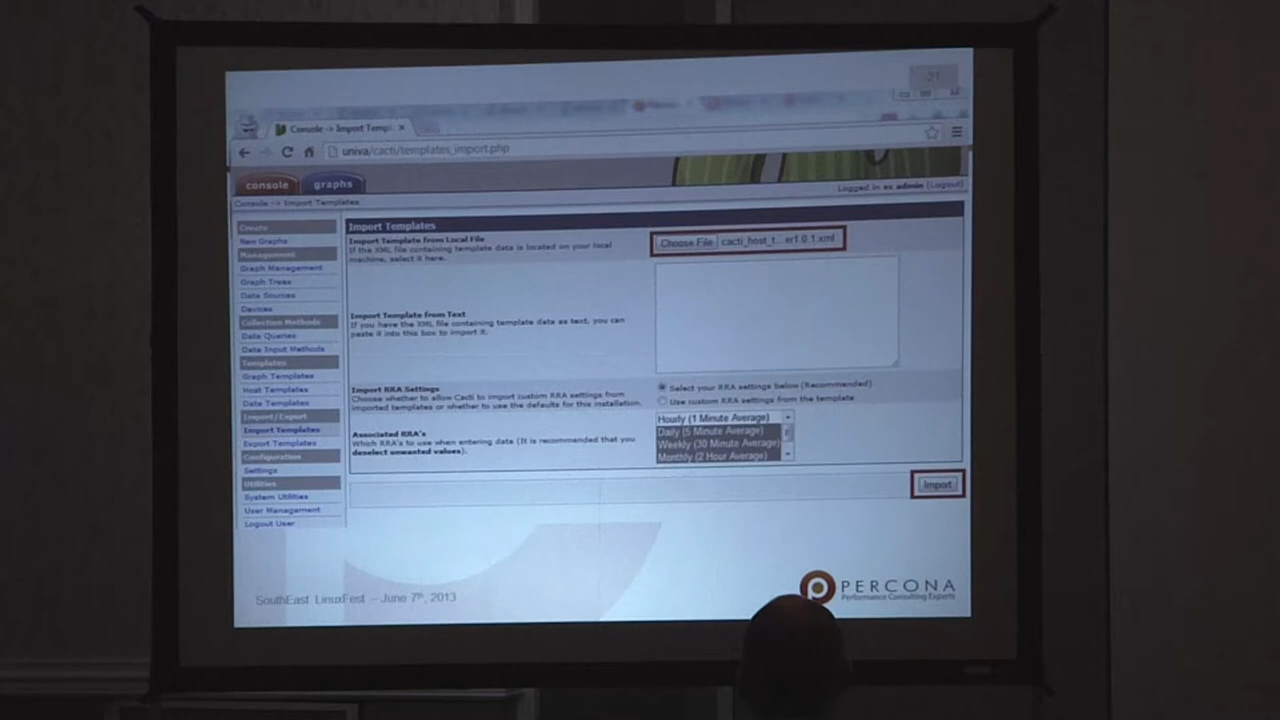 21
Console -> Import Templ
univa/cacti/templates_import.php
console
graphs
Logged in as admin (Logout)
Console -> Import Templates
Create
New Graphs
Management
Graph Management
Graph Trees
Data Sources
Devices
Collection Methods
Data Queries
Data Input Methods
Templates
Graph Templates
Host Templates
Data Templates
Import/Export
Import Templates
Export Templates
Configuration
Settings
Utilities
System Utilities
User Management
Logout User
Import Templates
Import Template from Local File
If the XML file containing template data is located on your local
machine, select it here.
Choose File cacti_host_t...er1.0.1.xml
Import Template from Text
If you have the XML file containing template data as text, you can
paste it into this box to import it.
Import RRA Settings
Choose whether to allow Cacti to import custom RRA settings from
imported templates or whether to use the defaults for this installation.
Select your RRA settings below (Recommended)
Use custom RRA settings from the template
Associated RRA's
Which RRA's to use when entering data (It is recommended that you
deselect unwanted values).
Hourly (1 Minute Average)
Daily (5 Minute Average)
Weekly (30 Minute Average)
Monthly (2 Hour Average)
Import
SouthEast LinuxFest – June 7th, 2013
PERCONA
Performance Consulting Experts